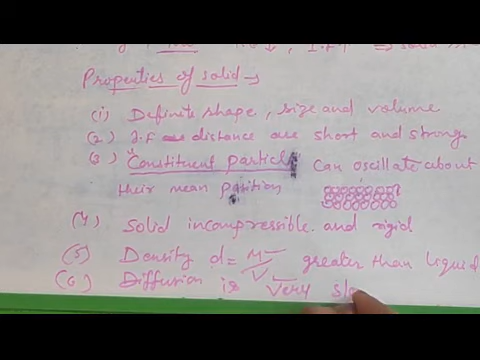 Properties of solid →
(i) Definite shape, size and volume
(2) I.F distance are short and strong
(3) "Constituent particle can oscillate about
their mean position
(4) Solid incompressible and rigid
(5) Density d = M/V greater than liquid
(6) Diffusion is very